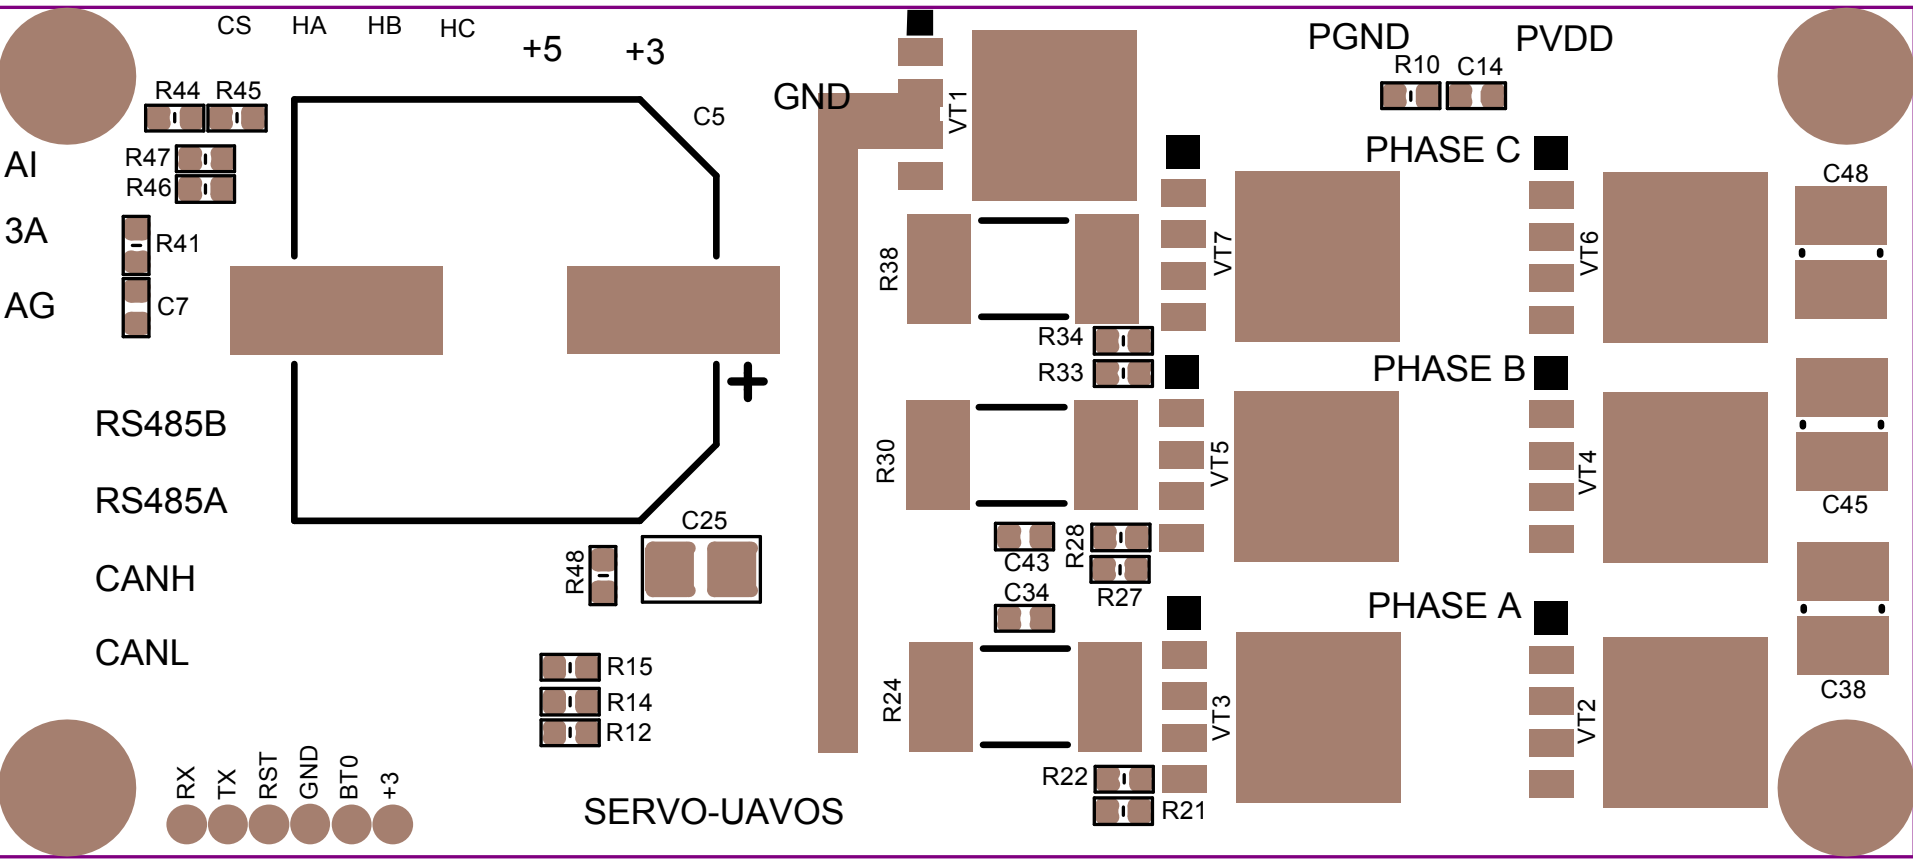 CS
HA
HB
HC
+5
+3
PGND
PVDD
R10
C14
R44
R45
GND
VT1
C5
AI
R47
R46
PHASE C
C48
3A
R41
R38
VT7
VT6
AG
C7
R34
R33
PHASE B
+
RS485B
R30
VT5
VT4
RS485A
C45
C25
R48
C43
R28
CANH
C34
R27
PHASE A
CANL
R15
R14
R12
R24
VT3
VT2
C38
RX
TX
RST
GND
BT0
+3
R22
R21
SERVO-UAVOS